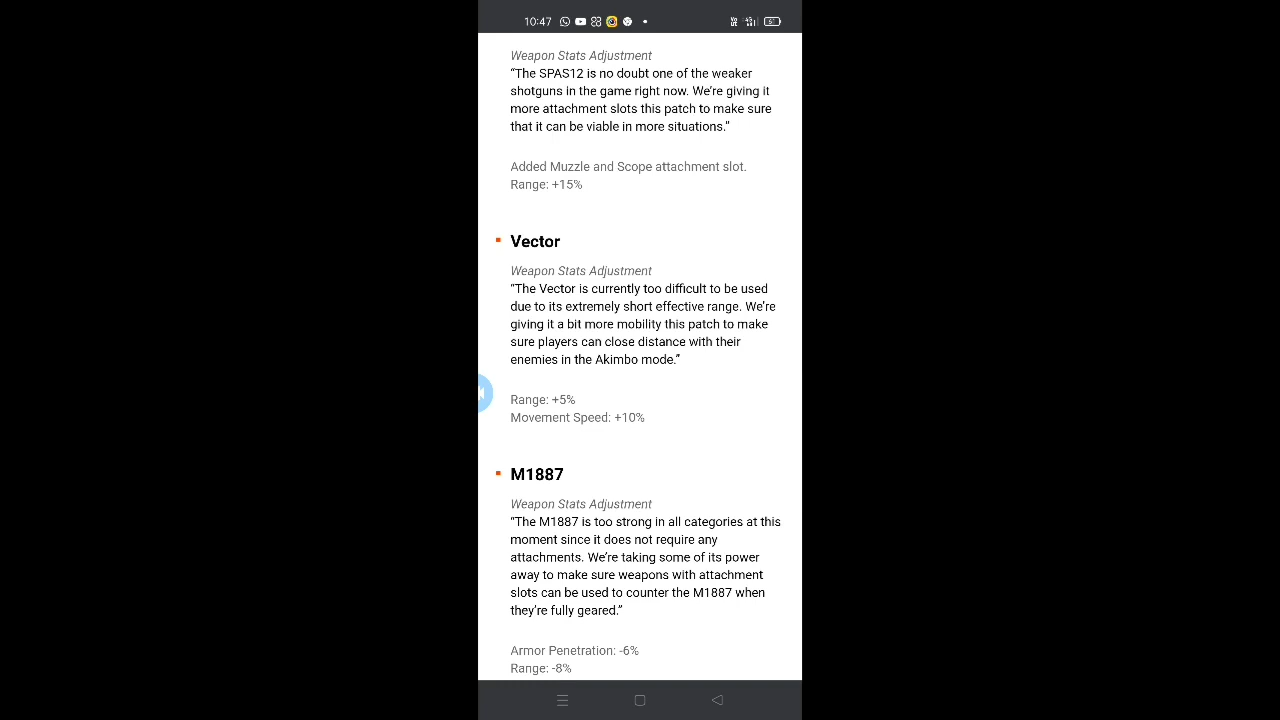 10:47
Weapon Stats Adjustment
“The SPAS12 is no doubt one of the weaker
shotguns in the game right now. We’re giving it
more attachment slots this patch to make sure
that it can be viable in more situations.”
Added Muzzle and Scope attachment slot.
Range: +15%
Vector
Weapon Stats Adjustment
“The Vector is currently too difficult to be used
due to its extremely short effective range. We’re
giving it a bit more mobility this patch to make
sure players can close distance with their
enemies in the Akimbo mode.”
Range: +5%
Movement Speed: +10%
M1887
Weapon Stats Adjustment
“The M1887 is too strong in all categories at this
moment since it does not require any
attachments. We’re taking some of its power
away to make sure weapons with attachment
slots can be used to counter the M1887 when
they’re fully geared.”
Armor Penetration: -6%
Range: -8%